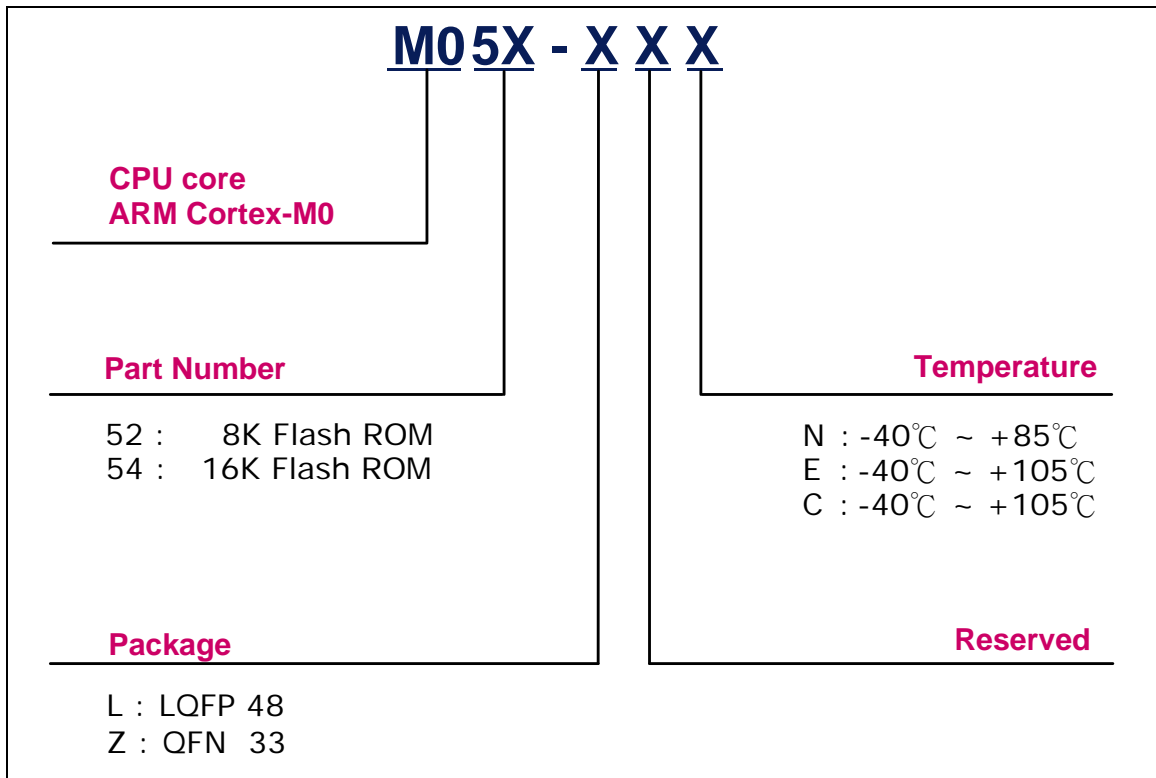 M05X - X X X
CPU core
ARM Cortex-M0
Part Number
52 : 8K Flash ROM
54 : 16K Flash ROM
Temperature
N : -40℃ ~ +85℃
E : -40℃ ~ +105℃
C : -40℃ ~ +105℃
Package
L : LQFP 48
Z : QFN 33
Reserved